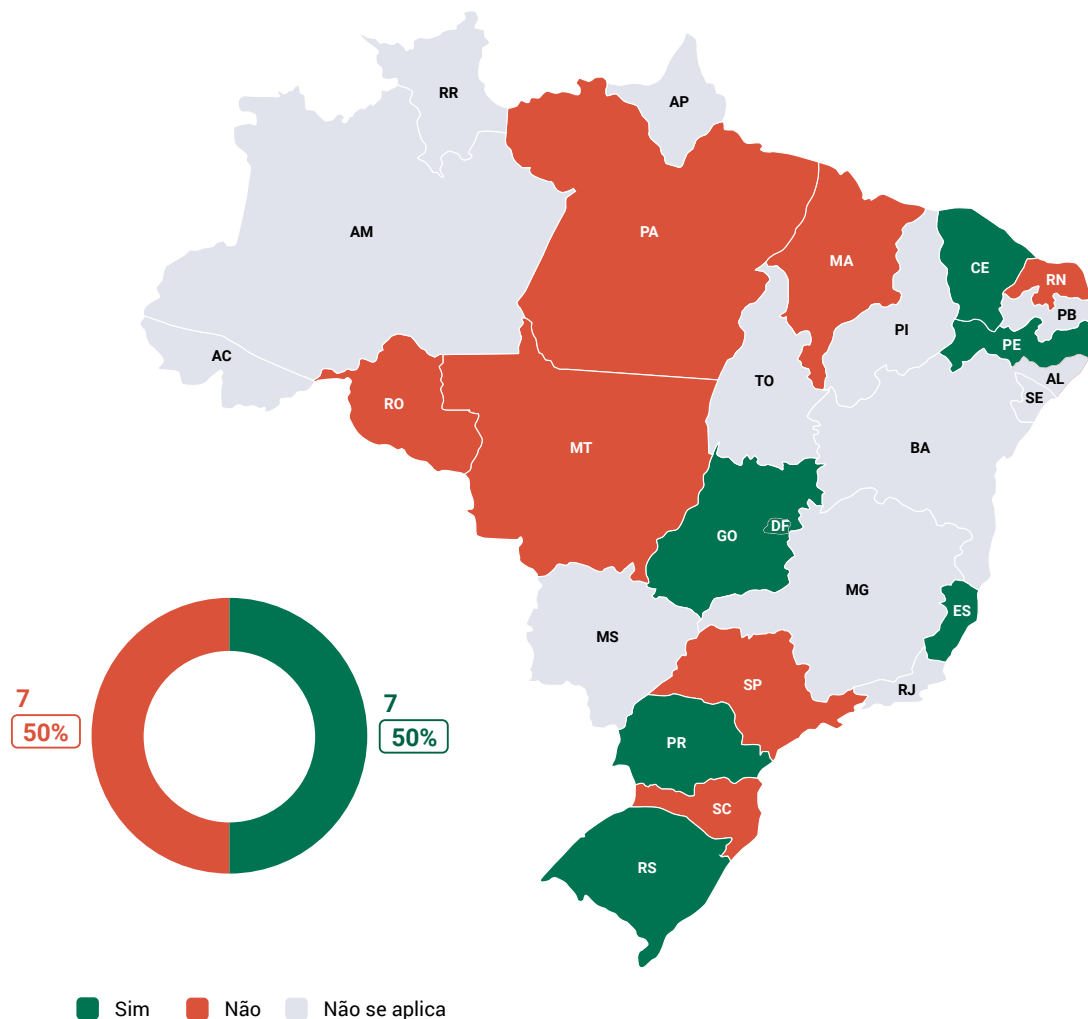 RR
AP
AM
PA
MA
CE
RN
PB
PI
PE
AC
TO
AL
SE
RO
MT
BA
GO
DF
MG
ES
MS
SP
RJ
PR
SC
RS
7
50%
7
50%
Sim
Não
Não se aplica